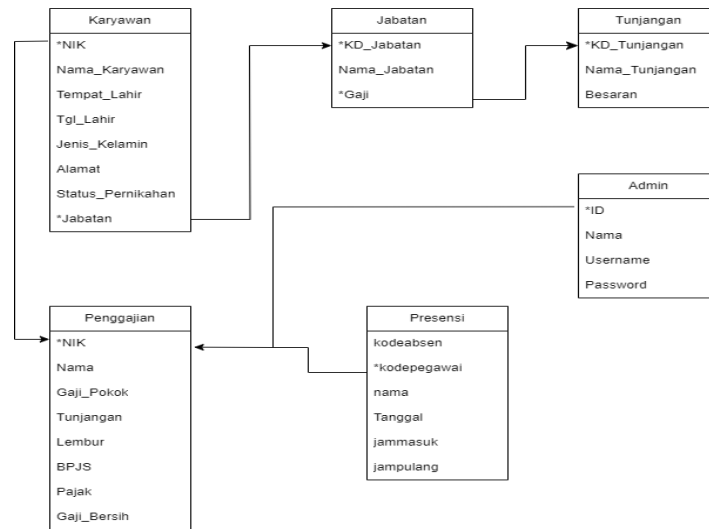 Karyawan
*NIK
Nama_Karyawan
Tempat_Lahir
Tgl_Lahir
Jenis_Kelamin
Alamat
Status_Pernikahan
*Jabatan
Jabatan
*KD_Jabatan
Nama_Jabatan
*Gaji
Tunjangan
*KD_Tunjangan
Nama_Tunjangan
Besaran
Admin
*ID
Nama
Username
Password
Penggajian
*NIK
Nama
Gaji_Pokok
Tunjangan
Lembur
BPJS
Pajak
Gaji_Bersih
Presensi
kodeabsen
*kodepegawai
nama
Tanggal
jammasuk
jampulang